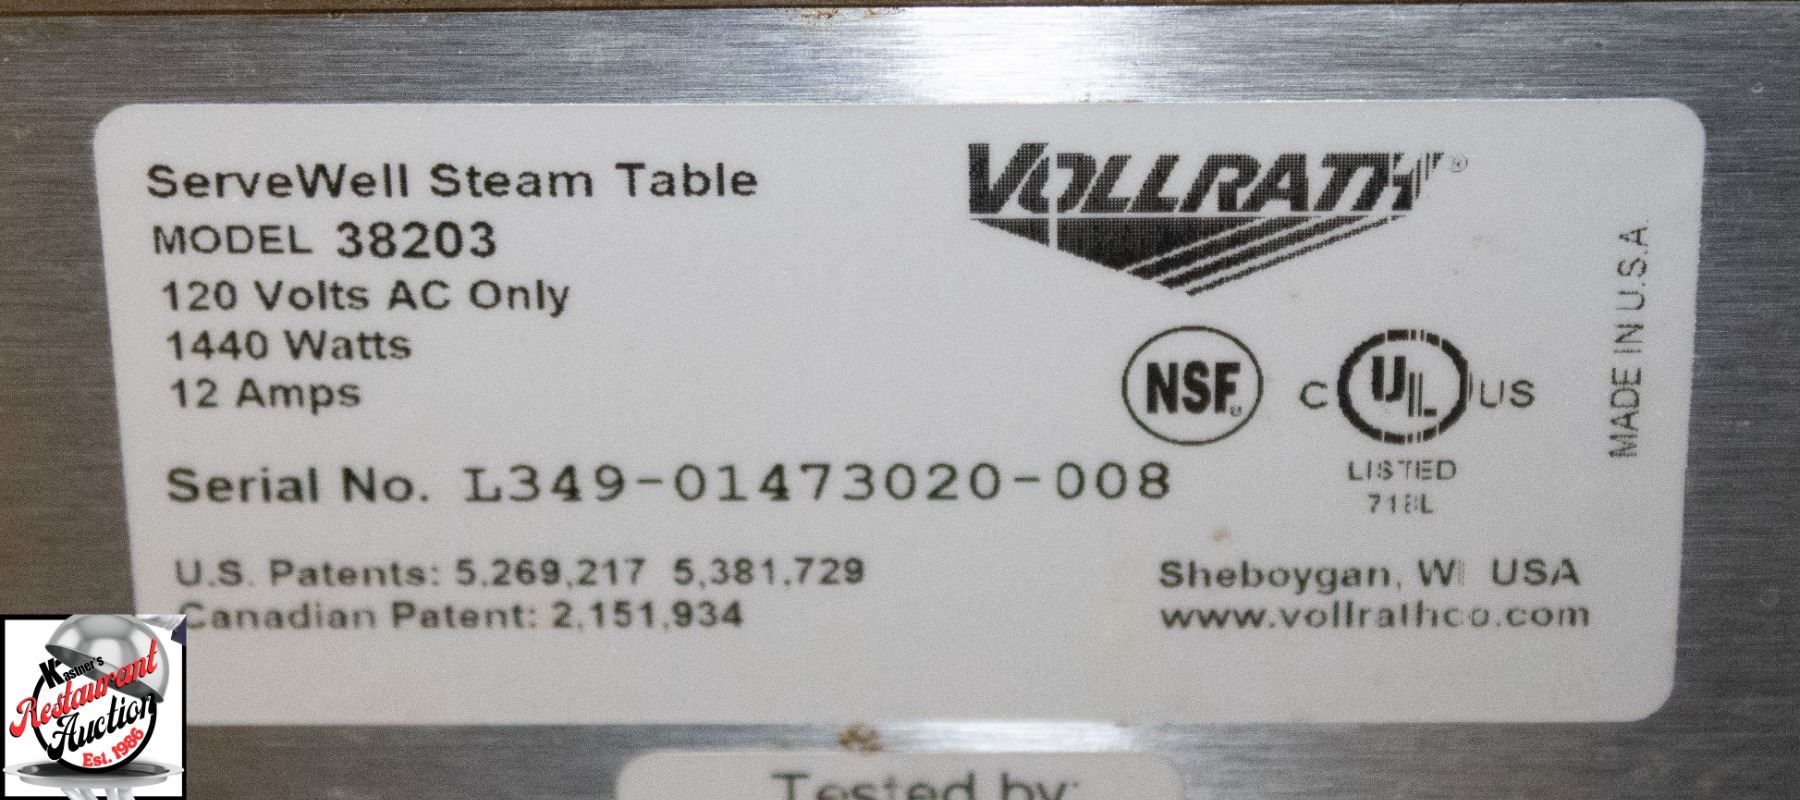 ServeWell Steam Table
MODEL 38203
120 Volts AC Only
1440 Watts
12 Amps
Serial No. L349-01473020-008
U.S. Patents: 5,269,217 5,381,729
Canadian Patent: 2,151,934
VOLLRATH®
NSF®
C UL US
LISTED
718L
MADE IN U.S.A.
Sheboygan, WI USA
www.vollrathco.com
Tested by:
Kastner's
Restaurant
Auction
Est. 1986